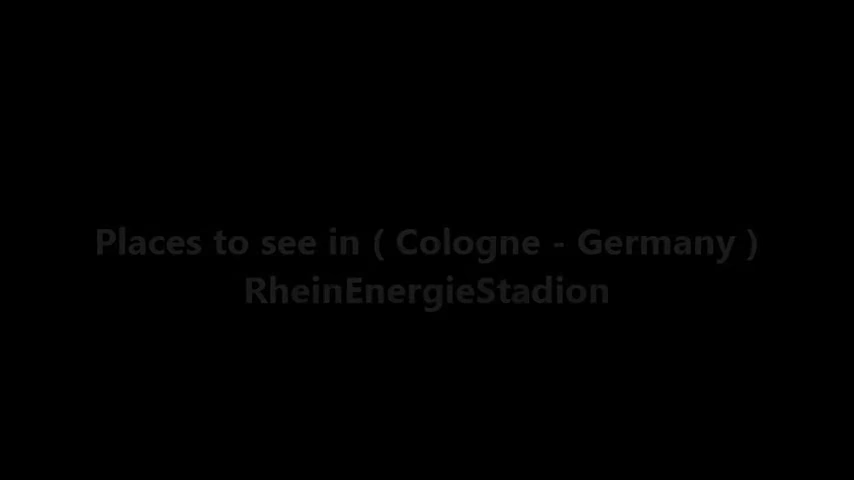 Places to see in ( Cologne - Germany )
RheinEnergieStadion